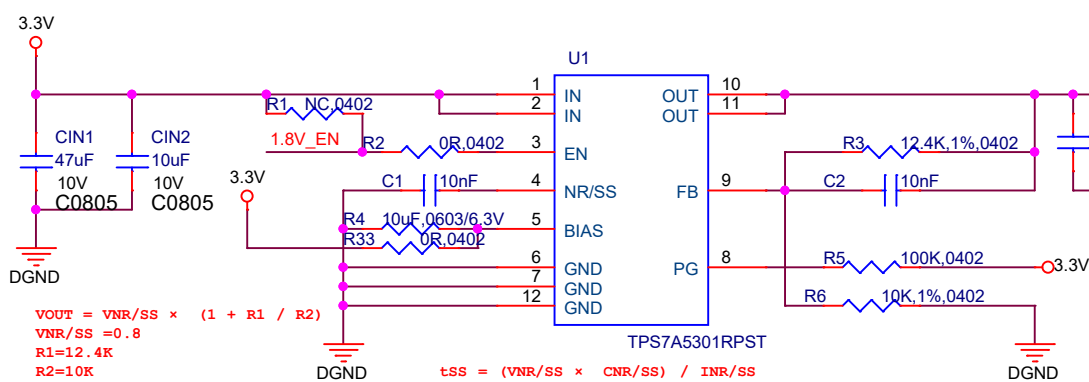 3.3V
U1
1 IN OUT 10
2 IN OUT 11
R1 NC,0402
1.8V_EN
R2 0R,0402 3 EN
R3 12.4K,1%,0402
CIN1
47uF
10V
C0805
CIN2
10uF
10V
C0805
3.3V
C1 10nF 4 NR/SS
FB 9 C2 10nF
R4 10uF,0603/6.3V 5 BIAS
R33 0R,0402
6 GND
PG 8 R5 100K,0402 3.3V
7 GND
12 GND
R6 10K,1%,0402
DGND
TPS7A5301RPST
DGND
DGND
VOUT = VNR/SS × (1 + R1 / R2)
VNR/SS =0.8
R1=12.4K
R2=10K
tSS = (VNR/SS × CNR/SS) / INR/SS